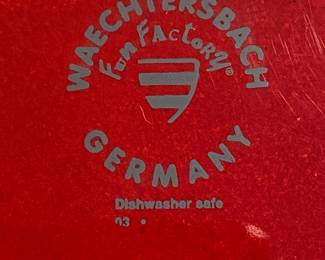 WAECHTERSBACH
Fun FActoRY©
GERMANY
Dishwasher safe
03 •